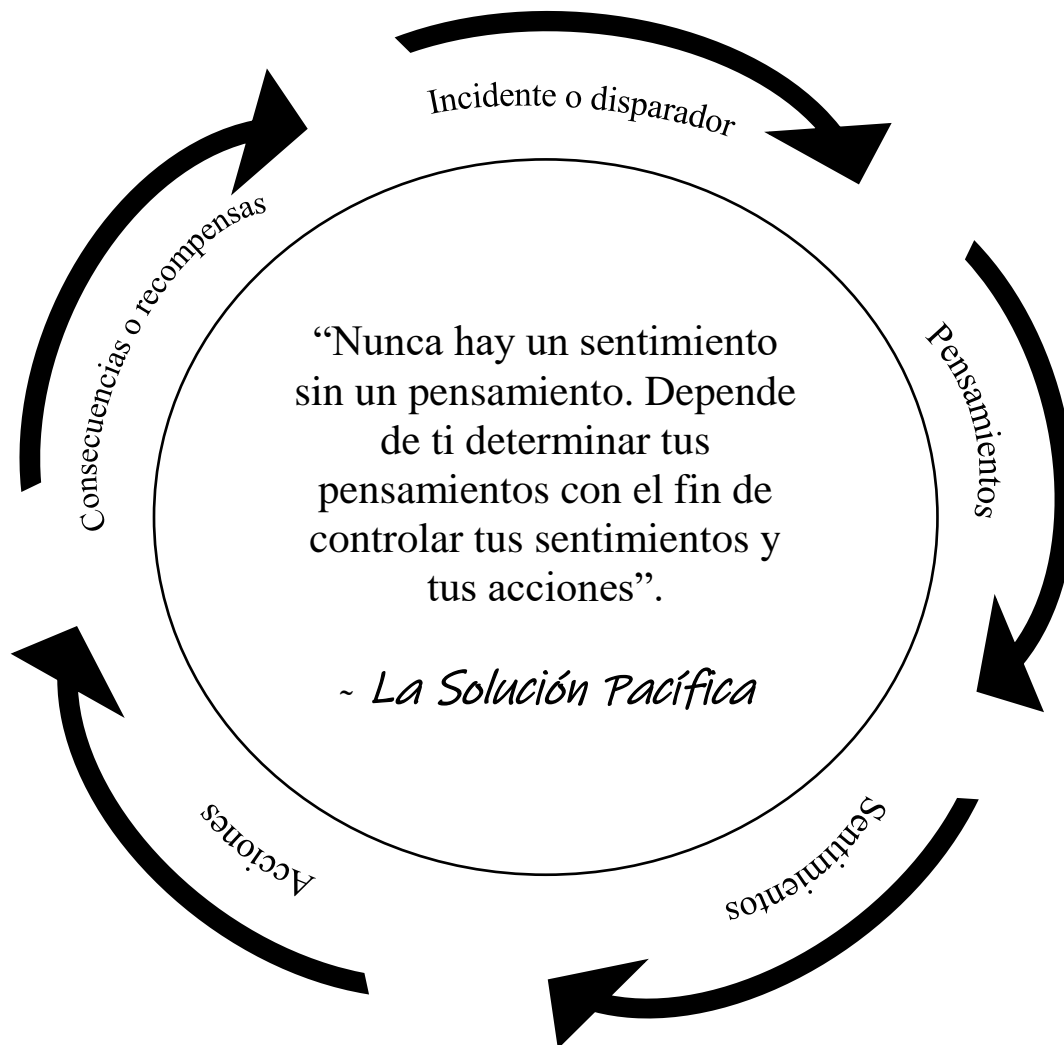 Incidente o disparador
Pensamientos
Sentimientos
Acciones
Consecuencias o recompensas
“Nunca hay un sentimiento
sin un pensamiento. Depende
de ti determinar tus
pensamientos con el fin de
controlar tus sentimientos y
tus acciones”.
~ La Solución Pacífica